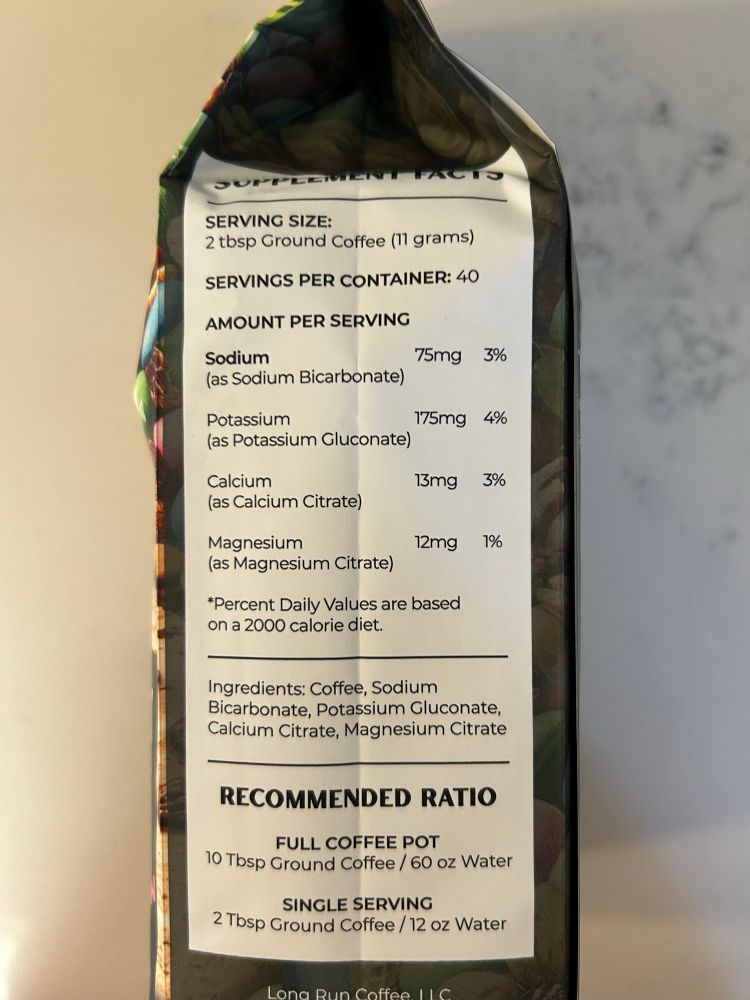 SUPPLEMENT FACTS
SERVING SIZE:
2 tbsp Ground Coffee (11 grams)
SERVINGS PER CONTAINER: 40
AMOUNT PER SERVING
Sodium 75mg 3%
(as Sodium Bicarbonate)
Potassium 175mg 4%
(as Potassium Gluconate)
Calcium 13mg 3%
(as Calcium Citrate)
Magnesium 12mg 1%
(as Magnesium Citrate)
*Percent Daily Values are based
on a 2000 calorie diet.
Ingredients: Coffee, Sodium
Bicarbonate, Potassium Gluconate,
Calcium Citrate, Magnesium Citrate
RECOMMENDED RATIO
FULL COFFEE POT
10 Tbsp Ground Coffee / 60 oz Water
SINGLE SERVING
2 Tbsp Ground Coffee / 12 oz Water
Long Run Coffee, LLC